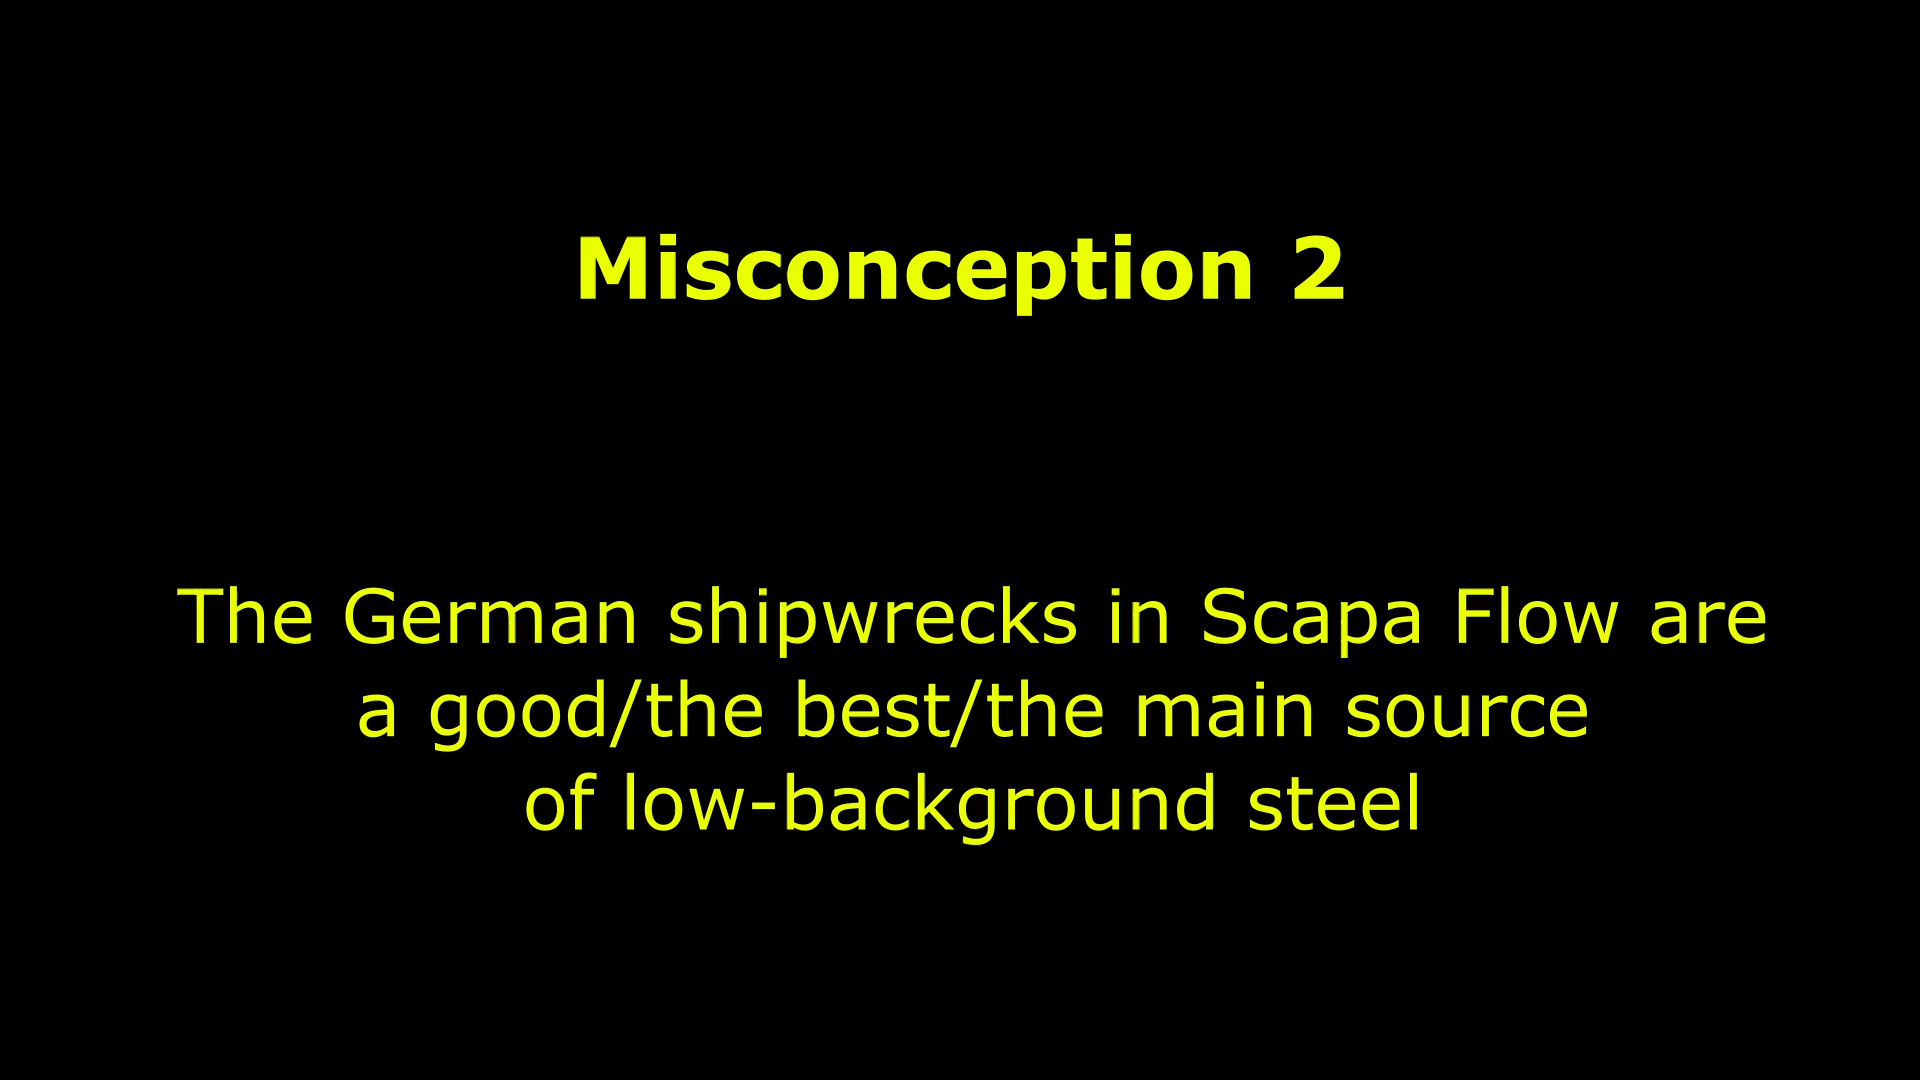 Misconception 2
The German shipwrecks in Scapa Flow are
a good/the best/the main source
of low-background steel